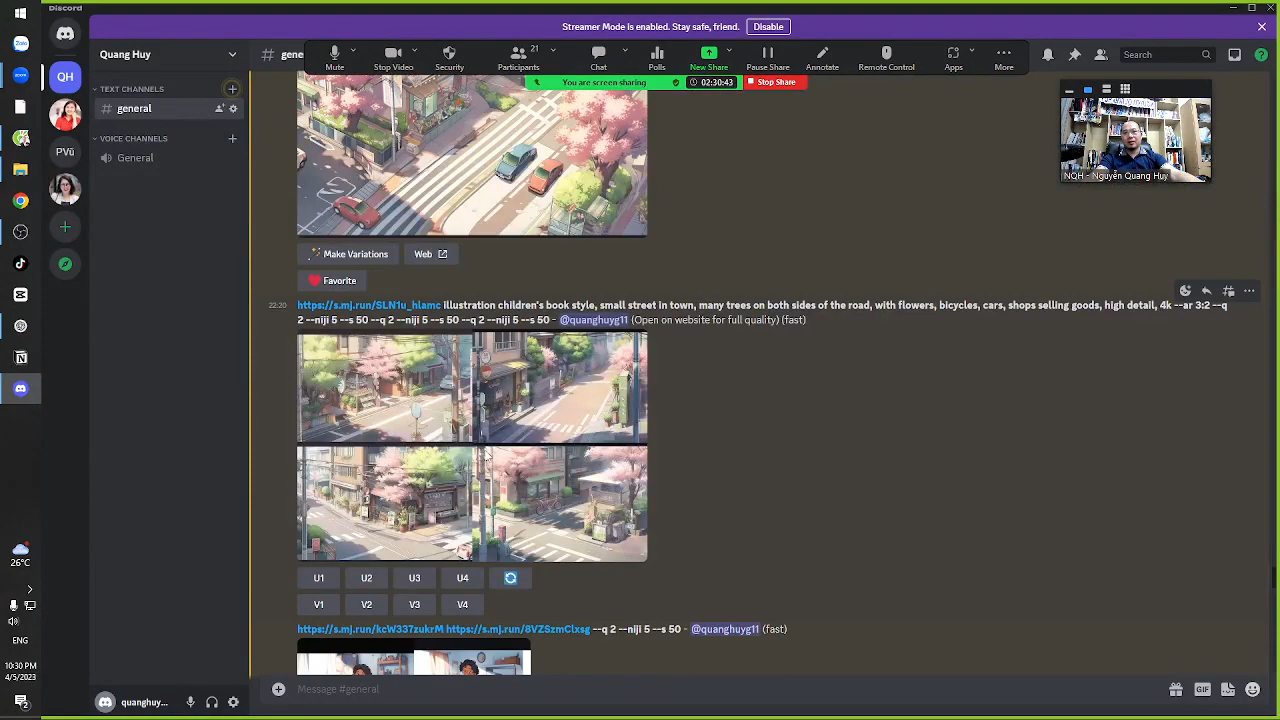 Discord
Streamer Mode is enabled. Stay safe, friend. Disable
Quang Huy
# gene
Mute
Stop Video
Security
21
Participants
Chat
Polls
New Share
Pause Share
Annotate
Remote Control
Apps
More
Search
You are screen sharing
02:30:43
Stop Share
TEXT CHANNELS
general
VOICE CHANNELS
General
QH
PVũ
zoom
NQH - Nguyễn Quang Huy
Make Variations
Web
Favorite
22:20
https://s.mj.run/SLN1u_hlamc illustration children's book style, small street in town, many trees on both sides of the road, with flowers, bicycles, cars, shops selling goods, high detail, 4k --ar 3:2 --q
2 --niji 5 --s 50 --q 2 --niji 5 --s 50 --q 2 --niji 5 --s 50 - @quanghuyg11 (Open on website for full quality) (fast)
U1 U2 U3 U4
V1 V2 V3 V4
https://s.mj.run/kcW337zukrM https://s.mj.run/8VZSzmClxsg --q 2 --niji 5 --s 50 - @quanghuyg11 (fast)
Message #general
GIF
quanghuy...
26°C
ENG
10:30 PM
4/5/2023